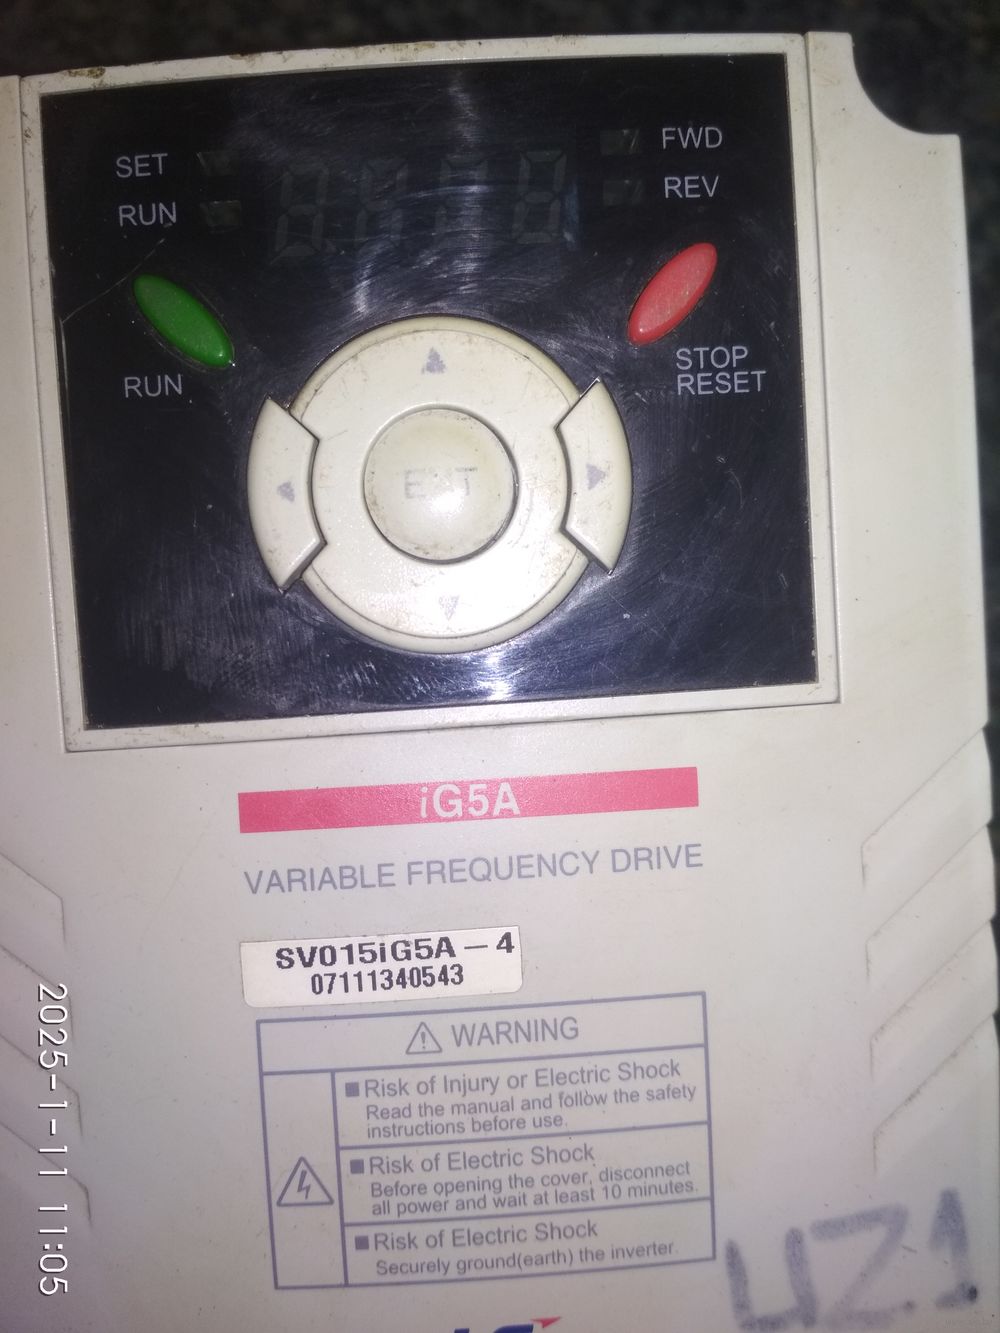 SET
FWD
RUN
REV
RUN
STOP
RESET
ENT
iG5A
VARIABLE FREQUENCY DRIVE
SV015iG5A – 4
07111340543
WARNING
Risk of Injury or Electric Shock
Read the manual and follow the safety
instructions before use.
Risk of Electric Shock
Before opening the cover, disconnect
all power and wait at least 10 minutes.
Risk of Electric Shock
Securely ground(earth) the inverter.
UZ1
2025-1-11 11:05